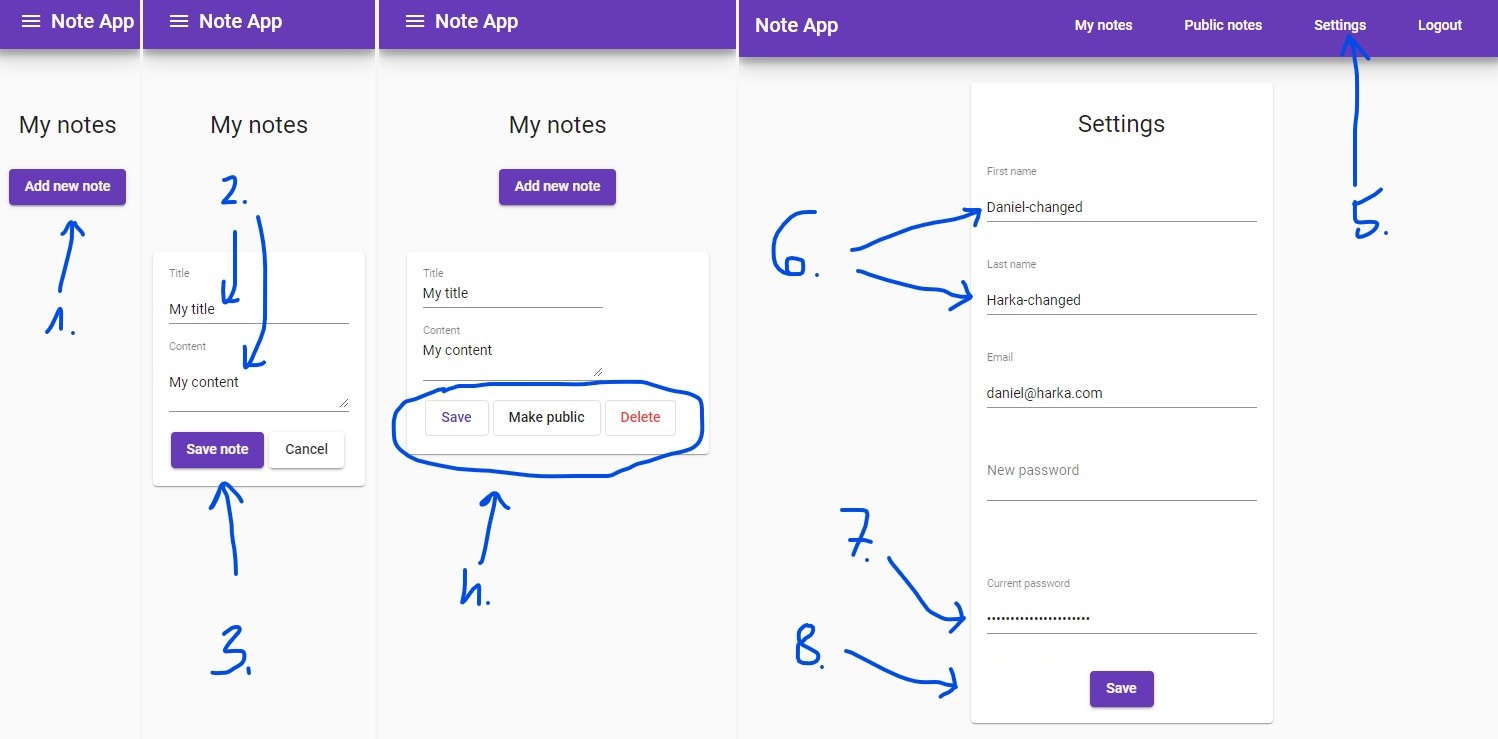 Note App
My notes
Add new note
1.
Note App
My notes
2.
Title
My title
Content
My content
Save note
Cancel
3.
Note App
My notes
Add new note
Title
My title
Content
My content
Save
Make public
Delete
4.
Note App
My notes
Public notes
Settings
Logout
5.
Settings
First name
Daniel-changed
6.
Last name
Harka-changed
Email
daniel@harka.com
New password
7.
Current password
••••••••••••••••••••••
8.
Save